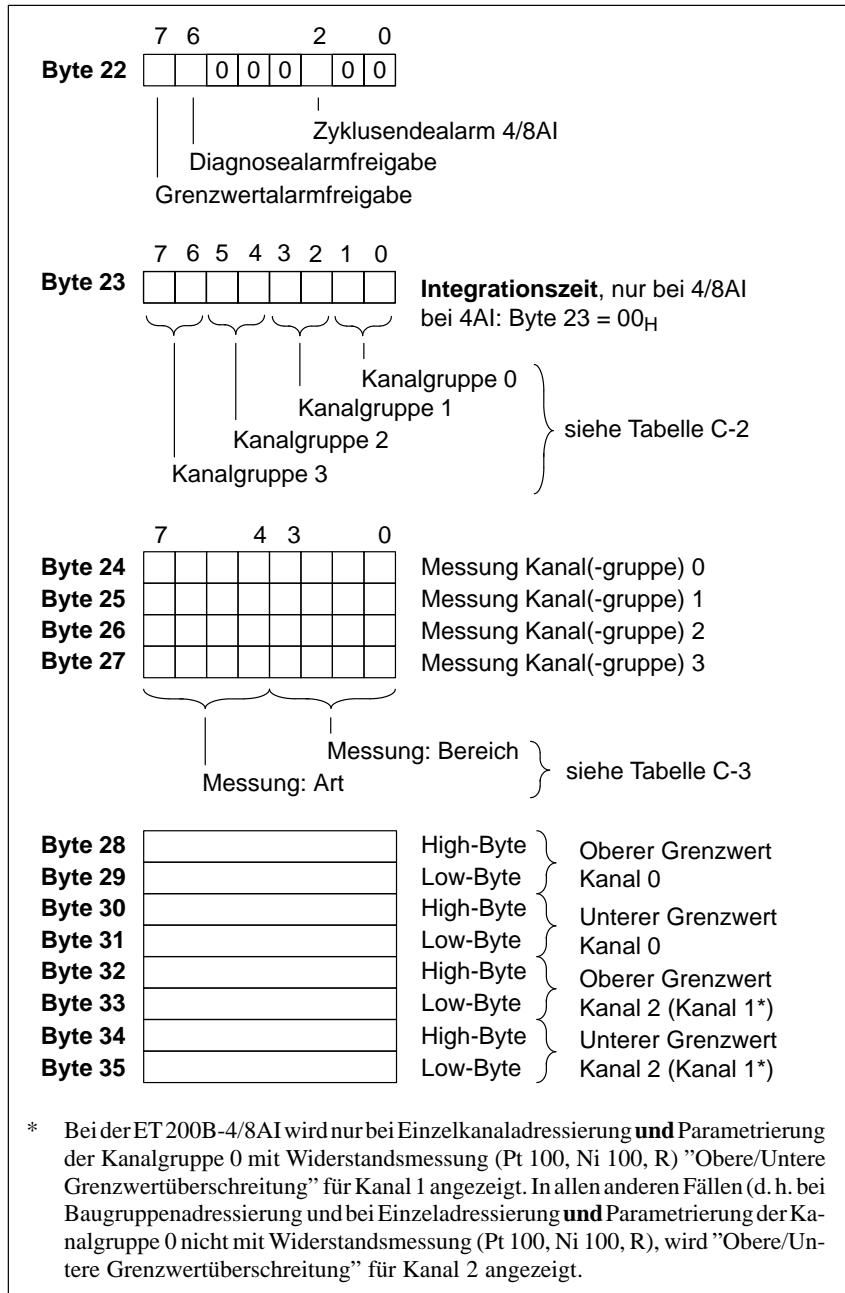 7 6 2 0
Byte 22 0 0 0 0 0
Zyklusendealarm 4/8AI
Diagnosealarmfreigabe
Grenzwertalarmfreigabe
7 6 5 4 3 2 1 0
Byte 23
Integrationszeit, nur bei 4/8AI
bei 4AI: Byte 23 = 00H
Kanalgruppe 0
Kanalgruppe 1
Kanalgruppe 2
Kanalgruppe 3
siehe Tabelle C-2
7 4 3 0
Byte 24 Messung Kanal(-gruppe) 0
Byte 25 Messung Kanal(-gruppe) 1
Byte 26 Messung Kanal(-gruppe) 2
Byte 27 Messung Kanal(-gruppe) 3
Messung: Bereich
Messung: Art
siehe Tabelle C-3
Byte 28 High-Byte Oberer Grenzwert
Byte 29 Low-Byte Kanal 0
Byte 30 High-Byte Unterer Grenzwert
Byte 31 Low-Byte Kanal 0
Byte 32 High-Byte Oberer Grenzwert
Byte 33 Low-Byte Kanal 2 (Kanal 1*)
Byte 34 High-Byte Unterer Grenzwert
Byte 35 Low-Byte Kanal 2 (Kanal 1*)
* Bei der ET 200B-4/8AI wird nur bei Einzelkanaladressierung und Parametrierung
der Kanalgruppe 0 mit Widerstandsmessung (Pt 100, Ni 100, R) ”Obere/Untere
Grenzwertüberschreitung” für Kanal 1 angezeigt. In allen anderen Fällen (d. h. bei
Baugruppenadressierung und bei Einzeladressierung und Parametrierung der Ka-
nalgruppe 0 nicht mit Widerstandsmessung (Pt 100, Ni 100, R), wird ”Obere/Un-
tere Grenzwertüberschreitung” für Kanal 2 angezeigt.